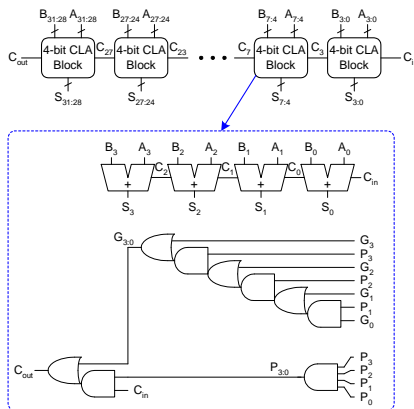 B31:28 A31:28 B27:24 A27:24 B7:4 A7:4 B3:0 A3:0
Cout 4-bit CLA Block C27 4-bit CLA Block C23 C7 4-bit CLA Block C3 4-bit CLA Block Ci
S31:28 S27:24 S7:4 S3:0
B3 A3 B2 A2 B1 A1 B0 A0
+ C2 + C1 + C0 + Cin
S3 S2 S1 S0
G3:0
G3
P3
G2
P2
G1
P1
G0
Cout Cin P3:0
P3
P2
P1
P0